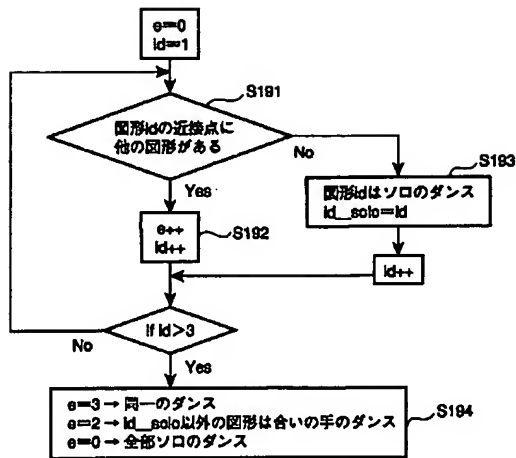 e=0
id=1
S191
図形idの近接点に
他の図形がある
No
S193
Yes
図形idはソロのダンス
id__solo=id
e++
id++
S192
id++
if id>3
No
Yes
e=3→同一のダンス
e=2→id__solo以外の図形は合いの手のダンス
e=0→全部ソロのダンス
S194